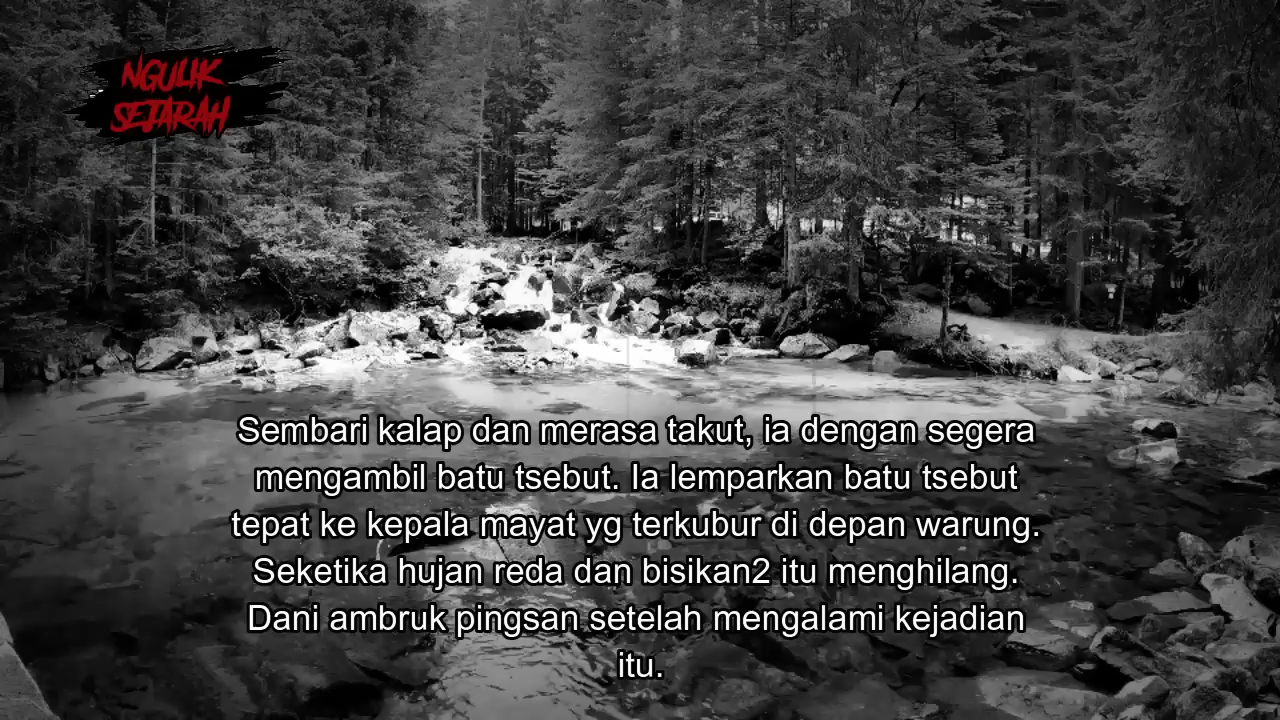 NGULIK
SEJARAH
Sembari kalap dan merasa takut, ia dengan segera
mengambil batu tsebut. Ia lemparkan batu tsebut
tepat ke kepala mayat yg terkubur di depan warung.
Seketika hujan reda dan bisikan2 itu menghilang.
Dani ambruk pingsan setelah mengalami kejadian
itu.